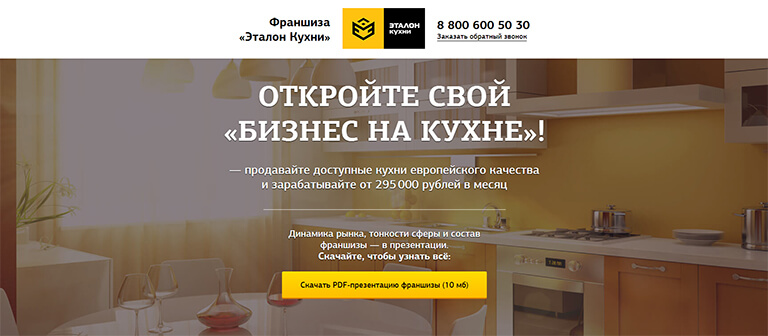 Франшиза
«Эталон Кухни»
ЭТАЛОН
КУХНИ
8 800 600 50 30
Заказать обратный звонок
ОТКРОЙТЕ СВОЙ
«БИЗНЕС НА КУХНЕ»!
— продавайте доступные кухни европейского качества
и зарабатывайте от 295 000 рублей в месяц
Динамика рынка, тонкости сферы и состав
франшизы — в презентации.
Скачайте, чтобы узнать всё:
Скачать PDF-презентацию франшизы (10 мб)